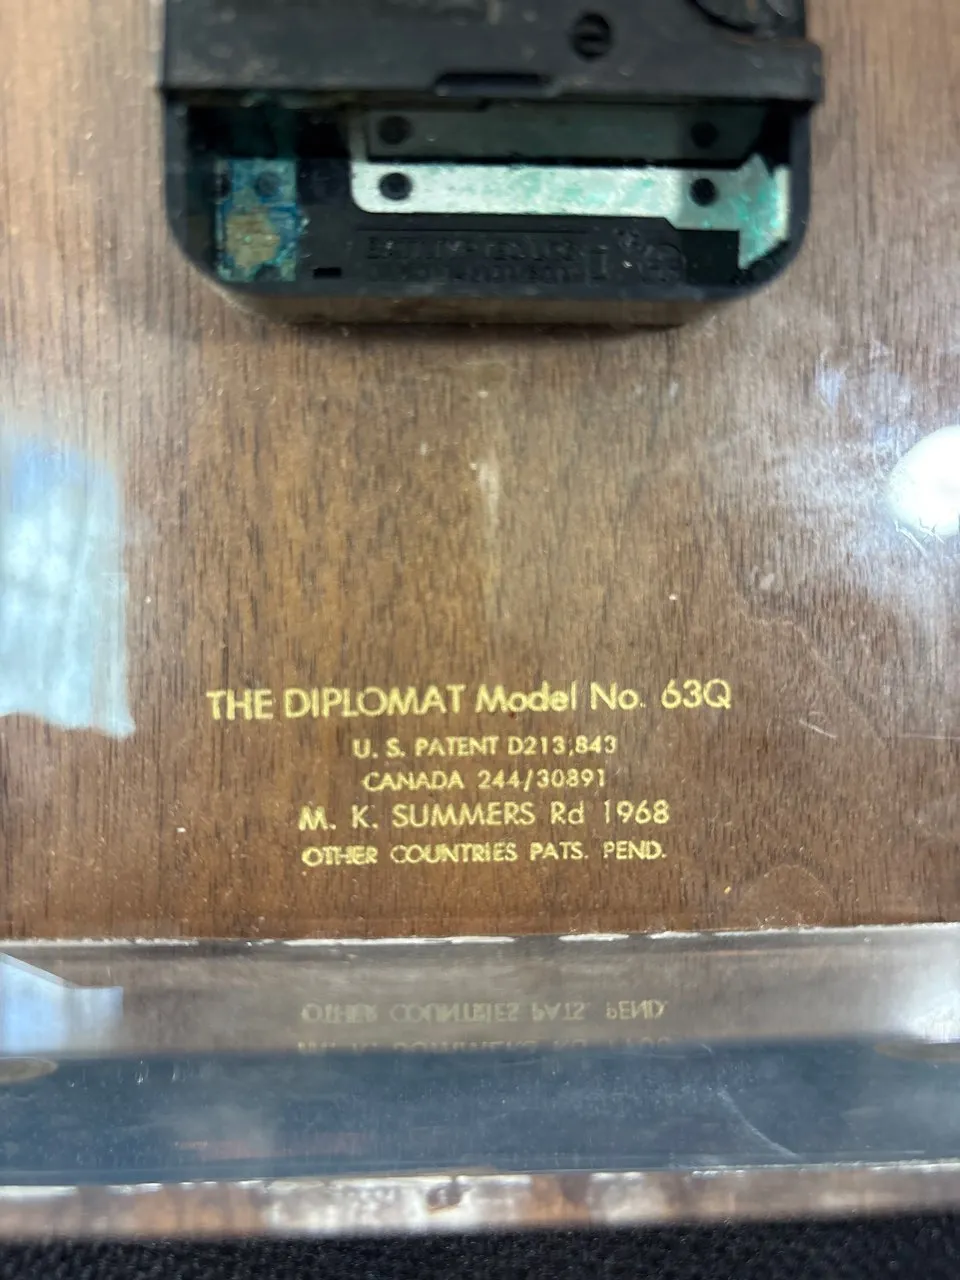 THE DIPLOMAT Model No. 63Q
U. S. PATENT D213,843
CANADA 244/30891
M. K. SUMMERS Rd 1968
OTHER COUNTRIES PATS. PEND.